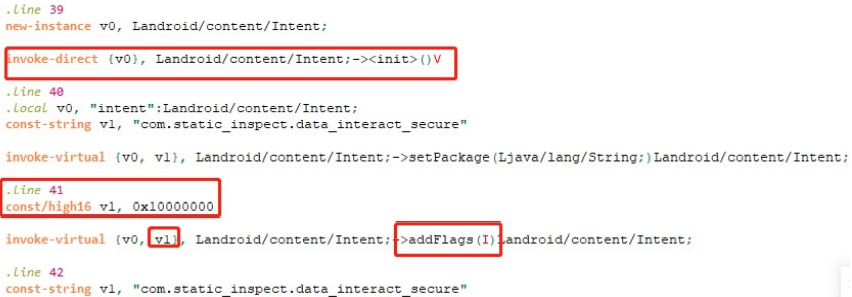 .line 39
new-instance v0, Landroid/content/Intent;
invoke-direct {v0}, Landroid/content/Intent;-><init>()V
.line 40
.local v0, "intent":Landroid/content/Intent;
const-string v1, "com.static_inspect.data_interact_secure"
invoke-virtual {v0, v1}, Landroid/content/Intent;->setPackage(Ljava/lang/String;)Landroid/content/Intent;
.line 41
const/high16 v1, 0x10000000
invoke-virtual {v0, v1}, Landroid/content/Intent;->addFlags(I)Landroid/content/Intent;
.line 42
const-string v1, "com.static_inspect.data_interact_secure"